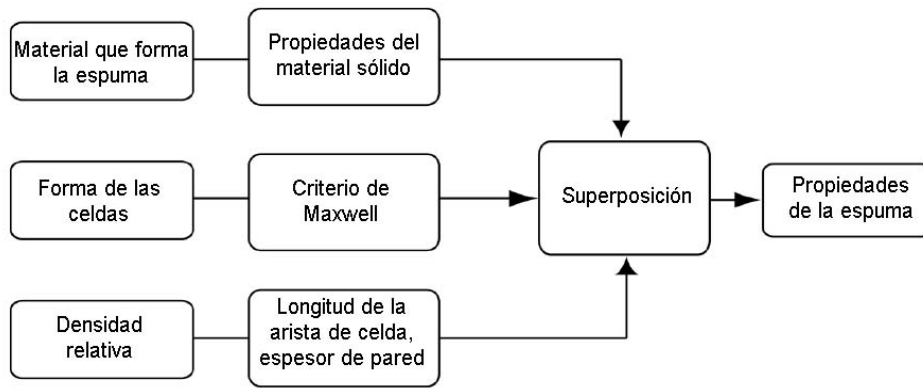 Material que forma
la espuma
Propiedades del
material sólido
Forma de las
celdas
Criterio de
Maxwell
Superposición
Propiedades
de la espuma
Densidad
relativa
Longitud de la
arista de celda,
espesor de pared